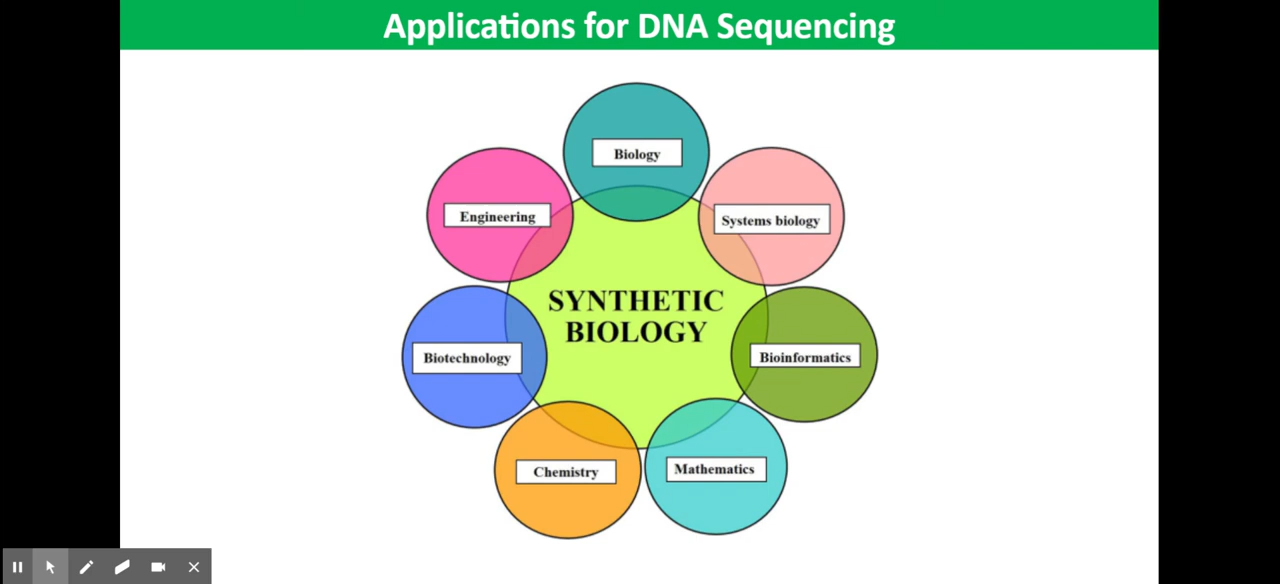 Applications for DNA Sequencing
Biology
Engineering
Systems biology
SYNTHETIC
BIOLOGY
Biotechnology
Bioinformatics
Chemistry
Mathematics